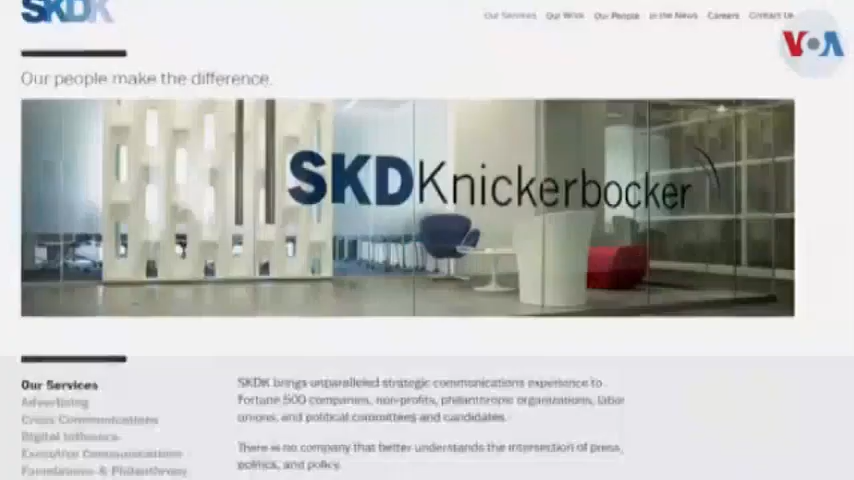 SKDK
Our Services Our Work Our People In the News Careers Contact Us
VOA
Our people make the difference.
SKDKnickerbocker
Our Services
Advertising
Crisis Communications
Digital Influence
Executive Communications
Foundations & Philanthropy
SKDK brings unparalleled strategic communications experience to
Fortune 500 companies, non-profits, philanthropic organizations, labor
unions, and political committees and candidates.
There is no company that better understands the intersection of press,
politics, and policy.